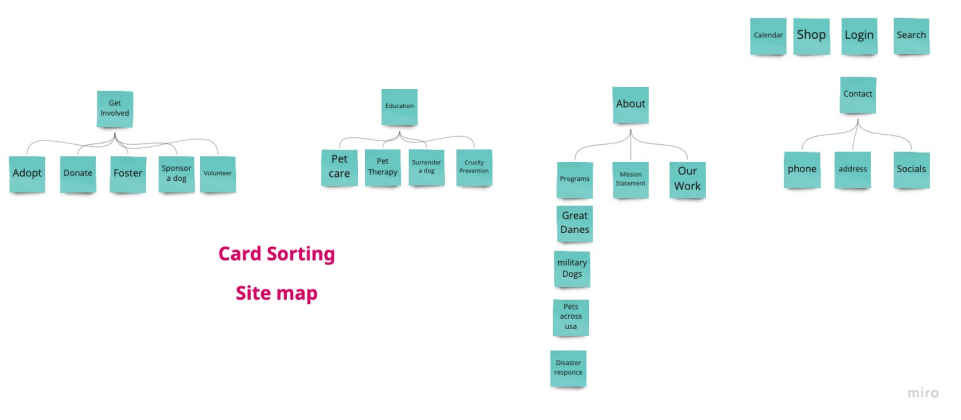 Calendar
Shop
Login
Search
Get
Involved
Education
About
Contact
Adopt
Donate
Foster
Sponsor
a dog
Volunteer
Pet
care
Pet
Therapy
Surrender
a dog
Cruelty
Prevention
Programs
Mission
Statement
Our
Work
phone
address
Socials
Great
Danes
military
Dogs
Pets
across
usa
Disaster
responce
Card Sorting
Site map
miro